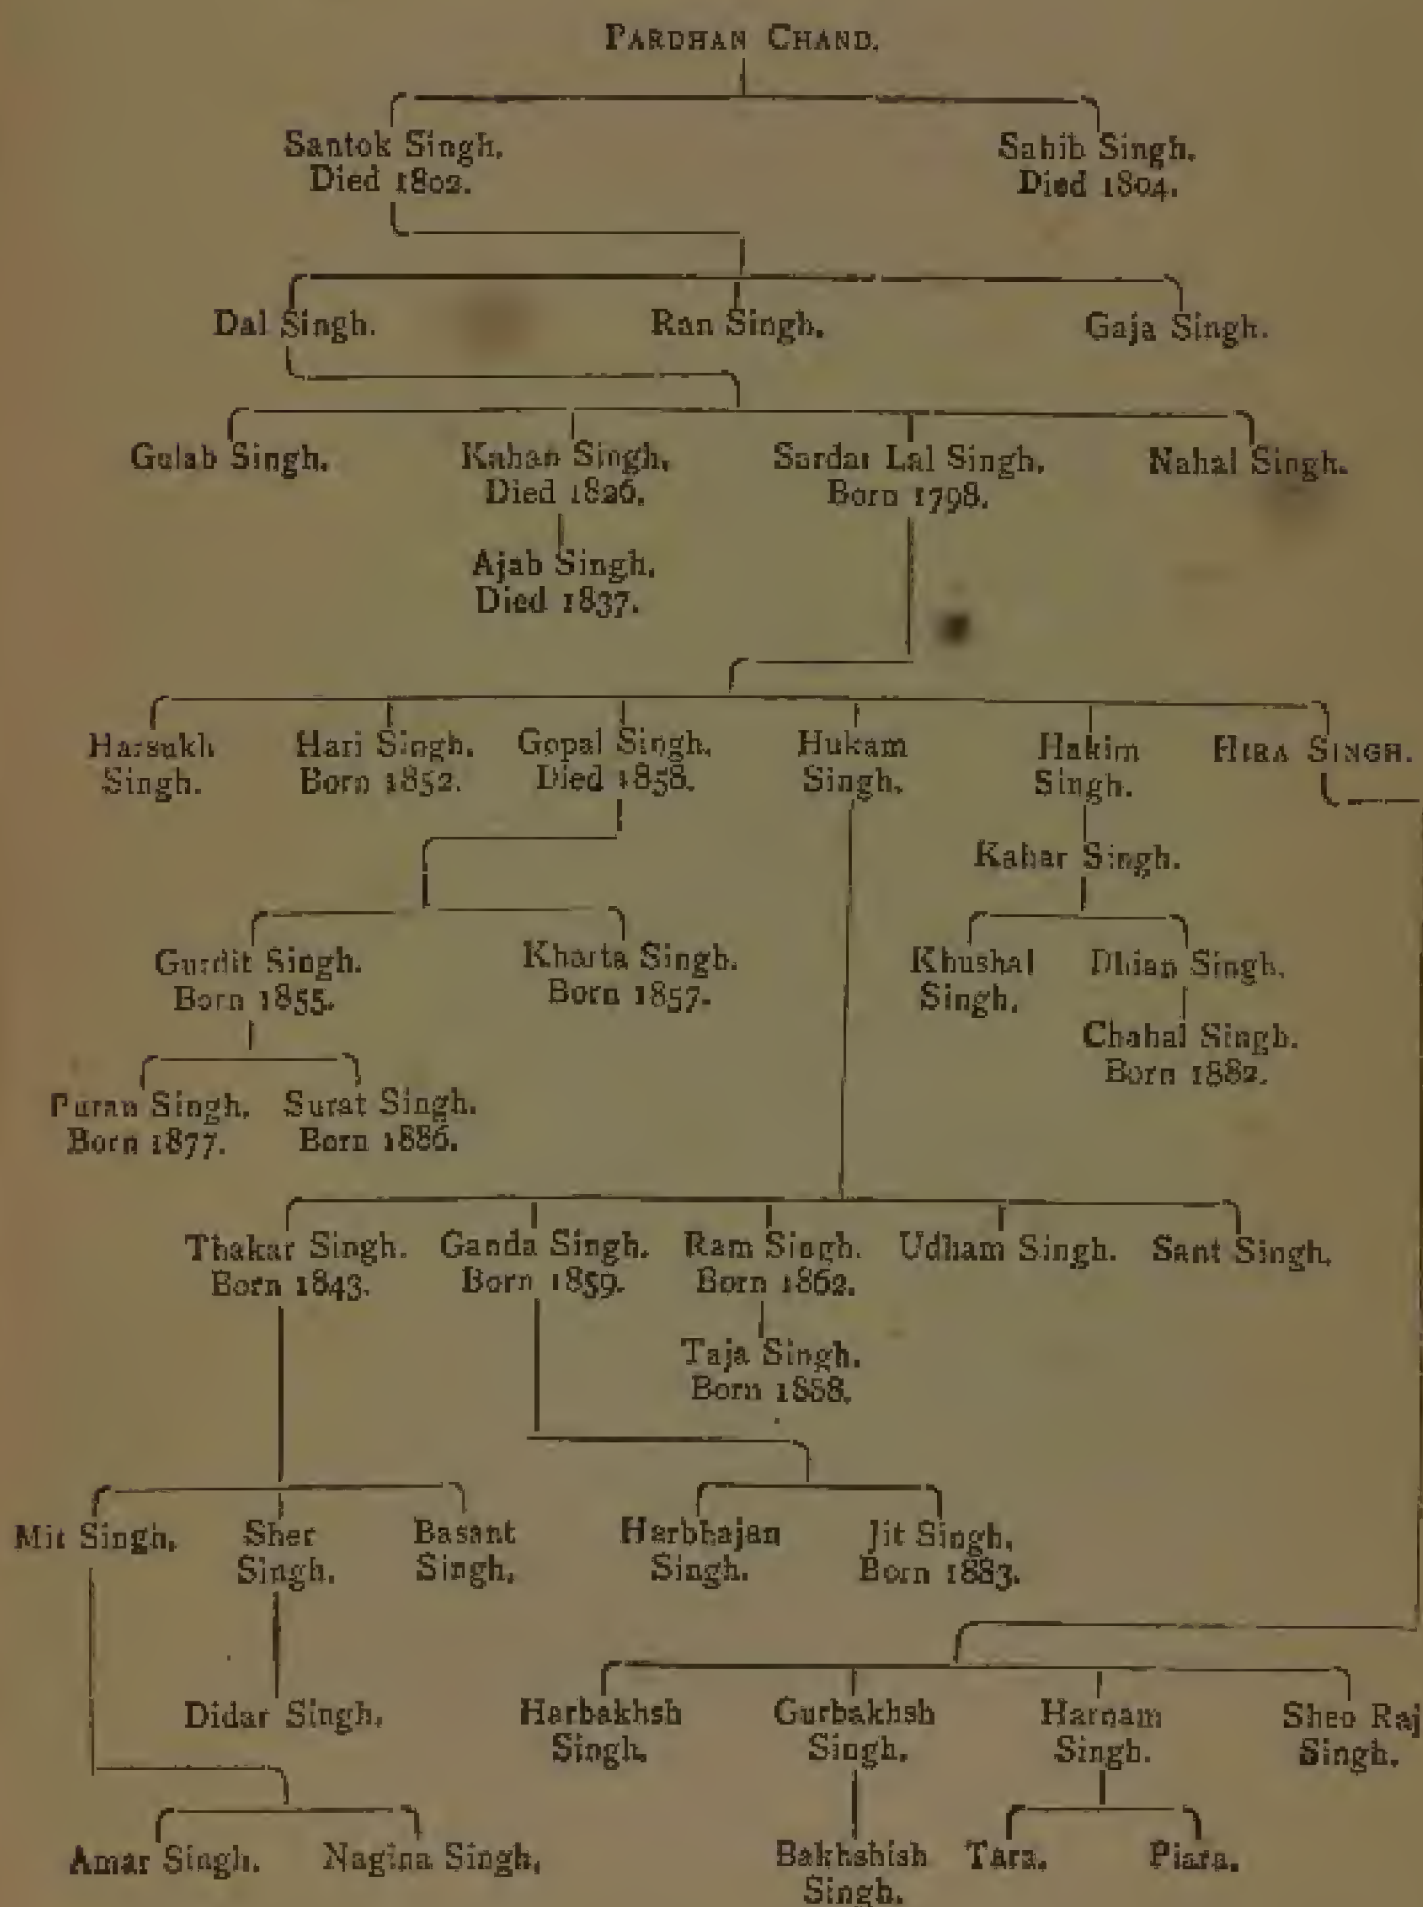 PARDHAN CHAND.
Santok Singh.
Died 1802.
Sahib Singh.
Died 1804.
Dal Singh.
Ran Singh.
Gaja Singh.
Gulab Singh.
Kahan Singh.
Died 1826.
Sardar Lal Singh.
Born 1798.
Nahal Singh.
Ajab Singh.
Died 1837.
Harsukh
Singh.
Hari Singh.
Born 1852.
Gopal Singh.
Died 1858.
Hukam
Singh.
Hakim
Singh.
HIRA SINGH.
Kahar Singh.
Gurdit Singh.
Born 1855.
Kharta Singh.
Born 1857.
Khushal
Singh.
Dhian Singh.
Chahal Singh.
Born 1882.
Puran Singh.
Born 1877.
Surat Singh.
Born 1886.
Thakar Singh.
Born 1843.
Ganda Singh.
Born 1859.
Ram Singh.
Born 1862.
Udham Singh.
Sant Singh.
Taja Singh.
Born 1888.
Mit Singh.
Sher
Singh.
Basant
Singh.
Harbhajan
Singh.
Jit Singh.
Born 1883.
Didar Singh.
Harbakhsh
Singh.
Gurbakhsh
Singh.
Harnam
Singh.
Sheo Raj
Singh.
Amar Singh.
Nagina Singh.
Bakhshish
Singh.
Tara.
Piara.